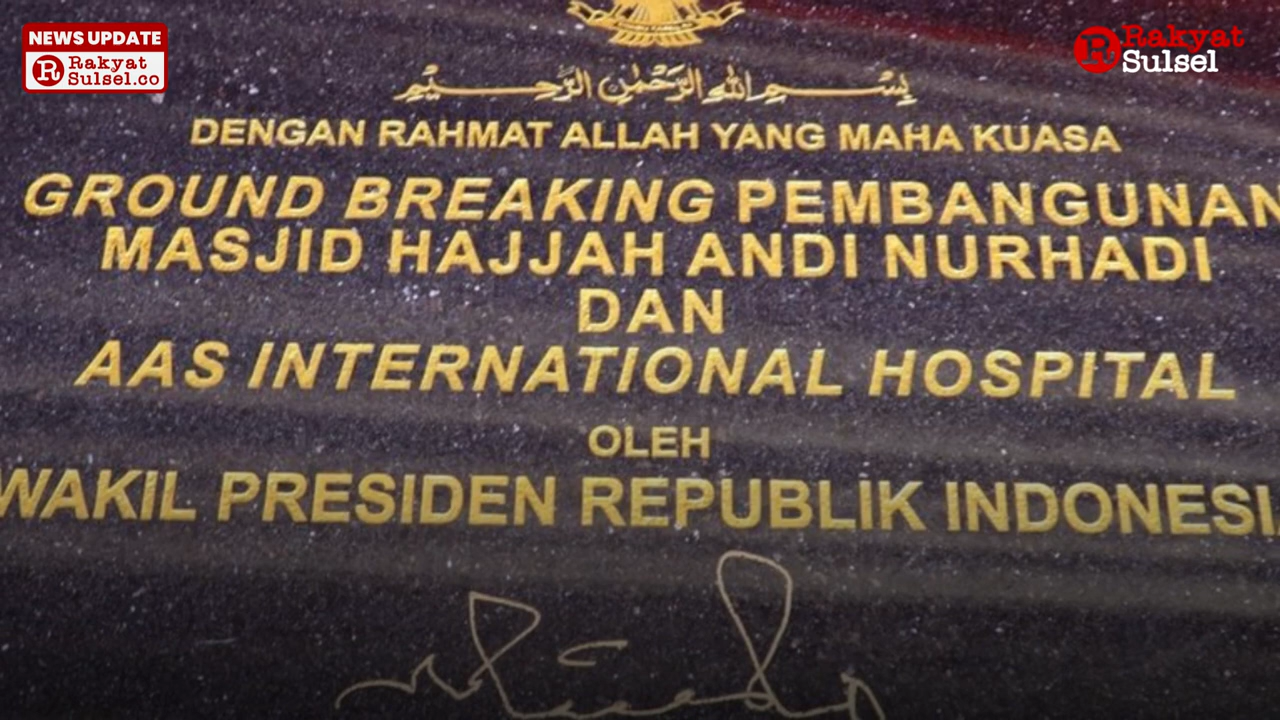 NEWS UPDATE
R Rakyat
Sulsel.co
R Rakyat
Sulsel
بِسْمِ اللهِ الرَّحْمٰنِ الرَّحِيْمِ
DENGAN RAHMAT ALLAH YANG MAHA KUASA
GROUND BREAKING PEMBANGUNAN
MASJID HAJJAH ANDI NURHADI
DAN
AAS INTERNATIONAL HOSPITAL
OLEH
WAKIL PRESIDEN REPUBLIK INDONESI